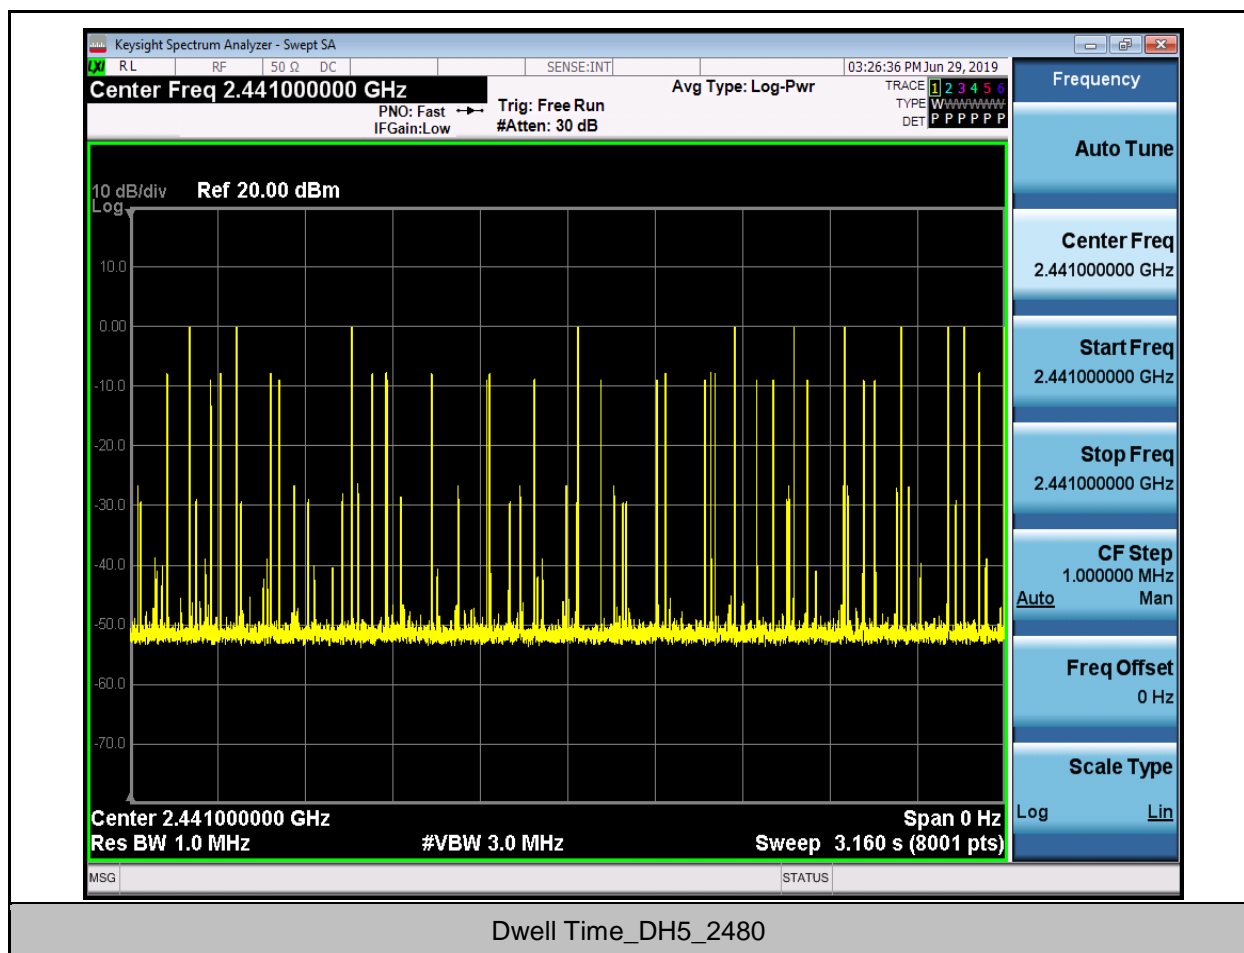 Keysight Spectrum Analyzer - Swept SA
LXI RL RF 50 Ω DC SENSE:INT 03:26:36 PM Jun 29, 2019
Center Freq 2.441000000 GHz
PNO: Fast
IFGain:Low
Trig: Free Run
#Atten: 30 dB
Avg Type: Log-Pwr
TRACE 1 2 3 4 5 6
TYPE WWWWWW
DET P P P P P P
10 dB/div Ref 20.00 dBm
Log
10.0
0.00
-10.0
-20.0
-30.0
-40.0
-50.0
-60.0
-70.0
Center 2.441000000 GHz Span 0 Hz
Res BW 1.0 MHz #VBW 3.0 MHz Sweep 3.160 s (8001 pts)
MSG STATUS
Frequency
Auto Tune
Center Freq
2.441000000 GHz
Start Freq
2.441000000 GHz
Stop Freq
2.441000000 GHz
CF Step
1.000000 MHz
Auto Man
Freq Offset
0 Hz
Scale Type
Log Lin
Dwell Time_DH5_2480